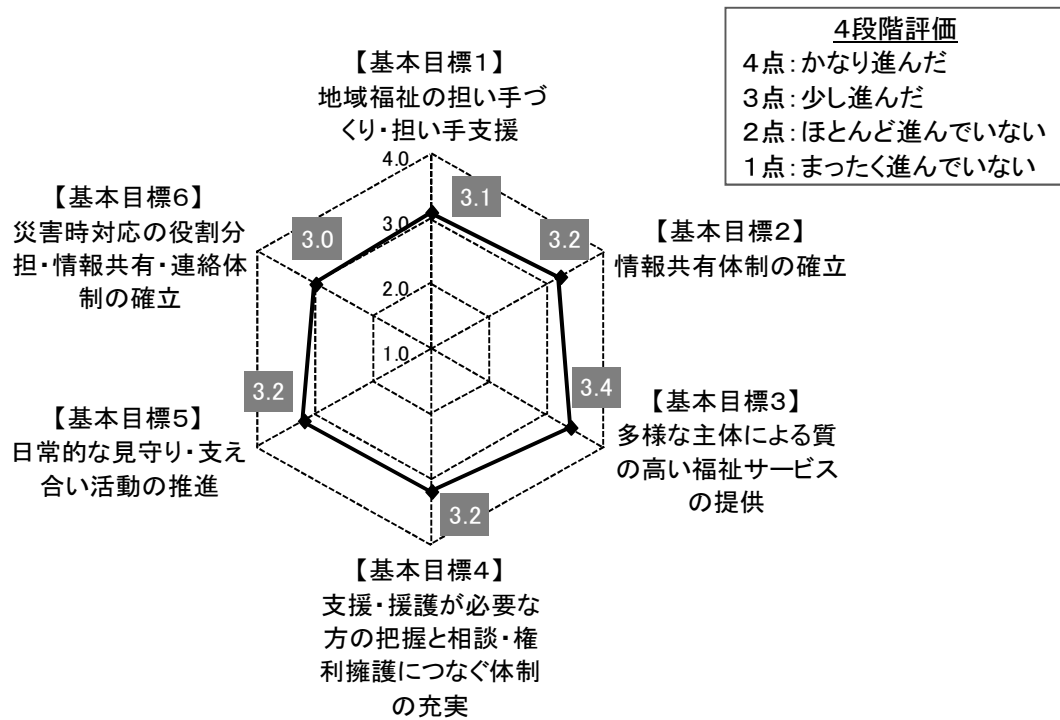 4段階評価
4点:かなり進んだ
3点:少し進んだ
2点:ほとんど進んでいない
1点:まったく進んでいない
【基本目標1】
地域福祉の担い手づ
くり・担い手支援
4.0
3.0
2.0
1.0
3.1
【基本目標2】
情報共有体制の確立
3.2
【基本目標3】
多様な主体による質
の高い福祉サービス
の提供
3.4
【基本目標4】
支援・援護が必要な
方の把握と相談・権
利擁護につなぐ体制
の充実
3.2
【基本目標5】
日常的な見守り・支え
合い活動の推進
3.2
【基本目標6】
災害時対応の役割分
担・情報共有・連絡体
制の確立
3.0